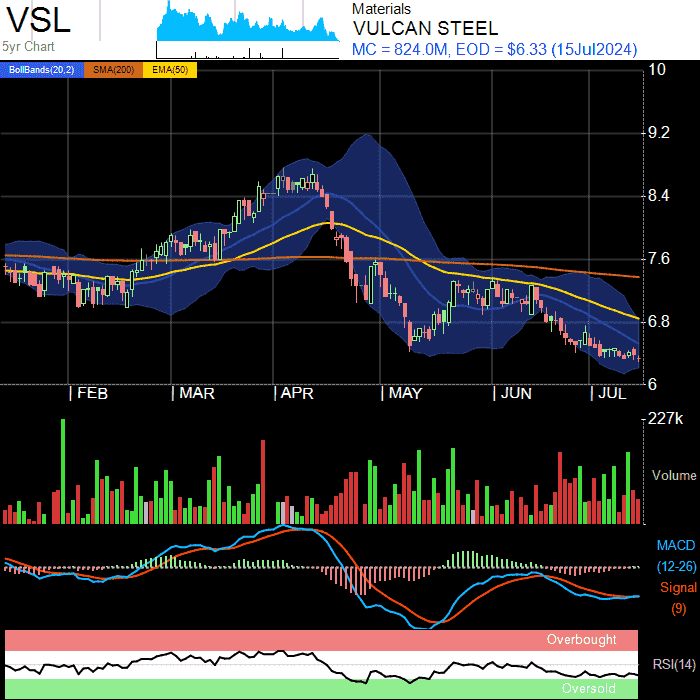 VSL
5yr Chart
Materials
VULCAN STEEL
MC = 824.0M, EOD = $6.33 (15Jul2024)
BollBands(20,2) SMA(200) EMA(50)
10
9.2
8.4
7.6
6.8
6
FEB MAR APR MAY JUN JUL
227k
Volume
MACD
(12-26)
Signal
(9)
Overbought
RSI(14)
Oversold